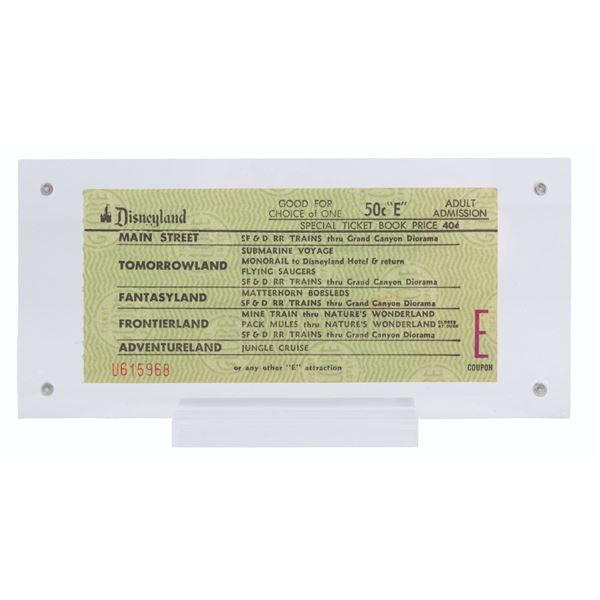 Disneyland GOOD FOR CHOICE of ONE 50¢ "E" ADULT ADMISSION
SPECIAL TICKET BOOK PRICE 40¢
MAIN STREET SF & D RR TRAINS thru Grand Canyon Diorama
TOMORROWLAND
SUBMARINE VOYAGE
MONORAIL to Disneyland Hotel & return
FLYING SAUCERS
SF & D RR TRAINS thru Grand Canyon Diorama
FANTASYLAND
MATTERHORN BOBSLEDS
SF & D RR TRAINS thru Grand Canyon Diorama
FRONTIERLAND
MINE TRAIN thru NATURE'S WONDERLAND
PACK MULES thru NATURE'S WONDERLAND CLOSES AT DUSK
SF & D RR TRAINS thru Grand Canyon Diorama
ADVENTURELAND JUNGLE CRUISE
U615968 or any other "E" attraction
E
COUPON